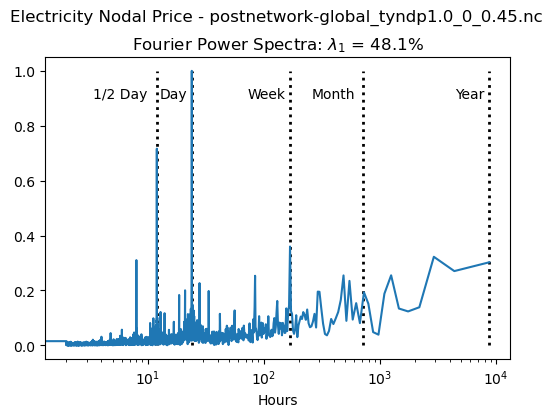 Electricity Nodal Price - postnetwork-global_tyndp1.0_0_0.45.nc
Fourier Power Spectra: λ₁ = 48.1%
1.0
0.8
0.6
0.4
0.2
0.0
1/2 Day
Day
Week
Month
Year
10¹
10²
10³
10⁴
Hours